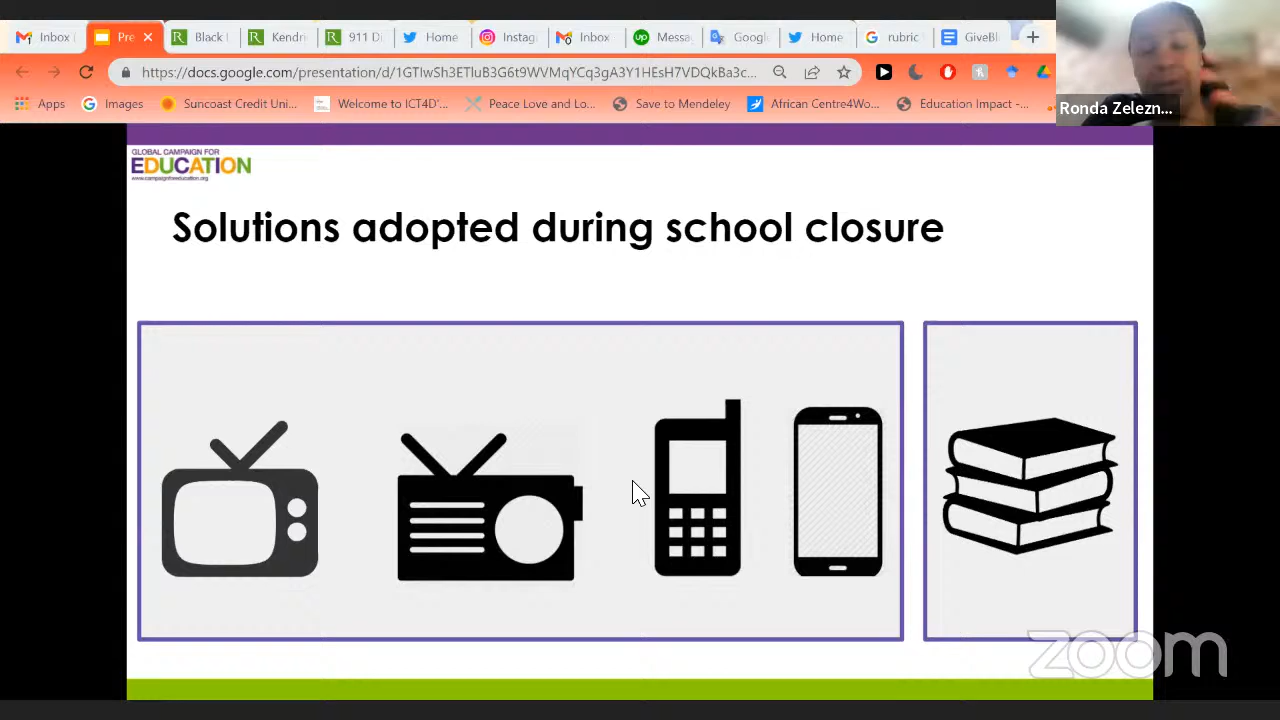 Inbox (
Pre
Black
Kendr
911 D
Home
Instag
Inbox
Messa
Google
Home
rubric
GiveBl
https://docs.google.com/presentation/d/1GTlwSh3ETluB3G6t9WVMqYCq3gA3Y1HEsH7VDQkBa3c...
Apps
Images
Suncoast Credit Uni...
Welcome to ICT4D'...
Peace Love and Lo...
Save to Mendeley
African Centre4Wo...
Education Impact -...
Ronda Zelezn...
GLOBAL CAMPAIGN FOR
EDUCATION
www.campaignforeducation.org
Solutions adopted during school closure
zoom